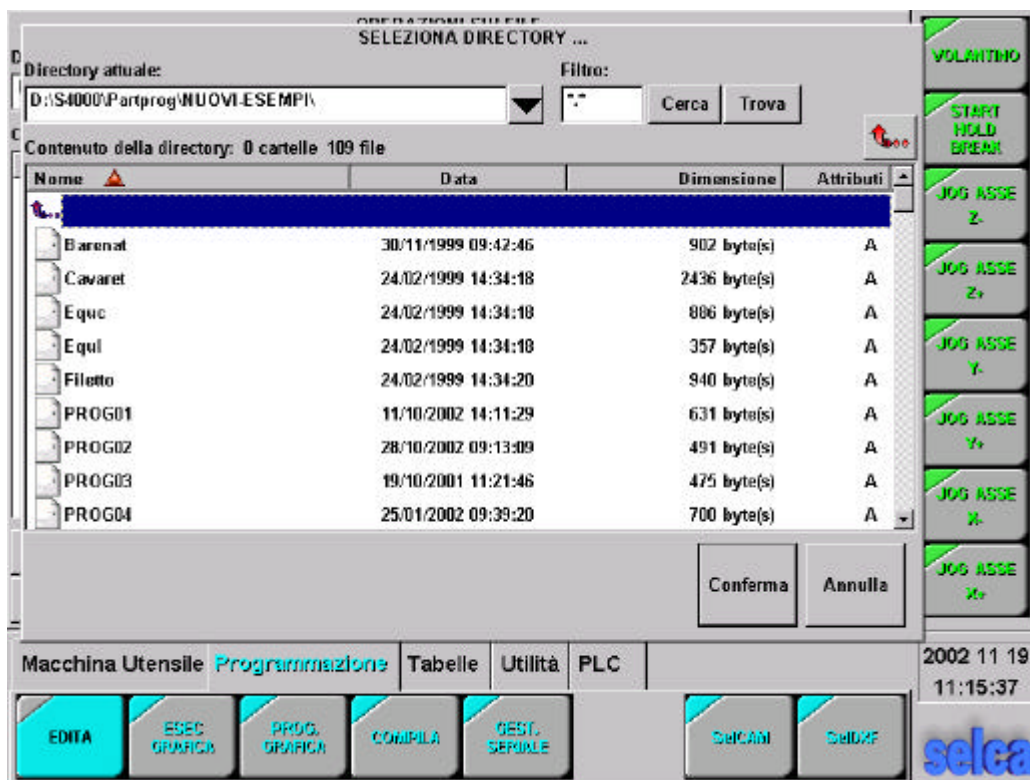 OPERAZIONI SU FILE
SELEZIONA DIRECTORY ...
Directory attuale:
Filtro:
D:\S4000\Partprog\NUOVI-ESEMPI\
*.*
Cerca
Trova
Contenuto della directory: 0 cartelle 109 file
Nome Data Dimensione Attributi
Barenat 30/11/1999 09:42:46 902 byte(s) A
Cavaret 24/02/1999 14:34:18 2436 byte(s) A
Equc 24/02/1999 14:34:18 886 byte(s) A
Equl 24/02/1999 14:34:18 357 byte(s) A
Filetto 24/02/1999 14:34:20 940 byte(s) A
PROG01 11/10/2002 14:11:29 631 byte(s) A
PROG02 28/10/2002 09:13:09 491 byte(s) A
PROG03 19/10/2001 11:21:46 475 byte(s) A
PROG04 25/01/2002 09:39:20 700 byte(s) A
Conferma
Annulla
VOLANTINO
START
HOLD
BREAK
JOG ASSE
Z-
JOG ASSE
Z+
JOG ASSE
Y-
JOG ASSE
Y+
JOG ASSE
X-
JOG ASSE
X+
Macchina Utensile Programmazione Tabelle Utilità PLC
2002 11 19
11:15:37
EDITA
ESEC
GRAFICA
PROG.
GRAFICA
COMPILA
GEST.
SERIALE
SelCAM
SelDXF
selca